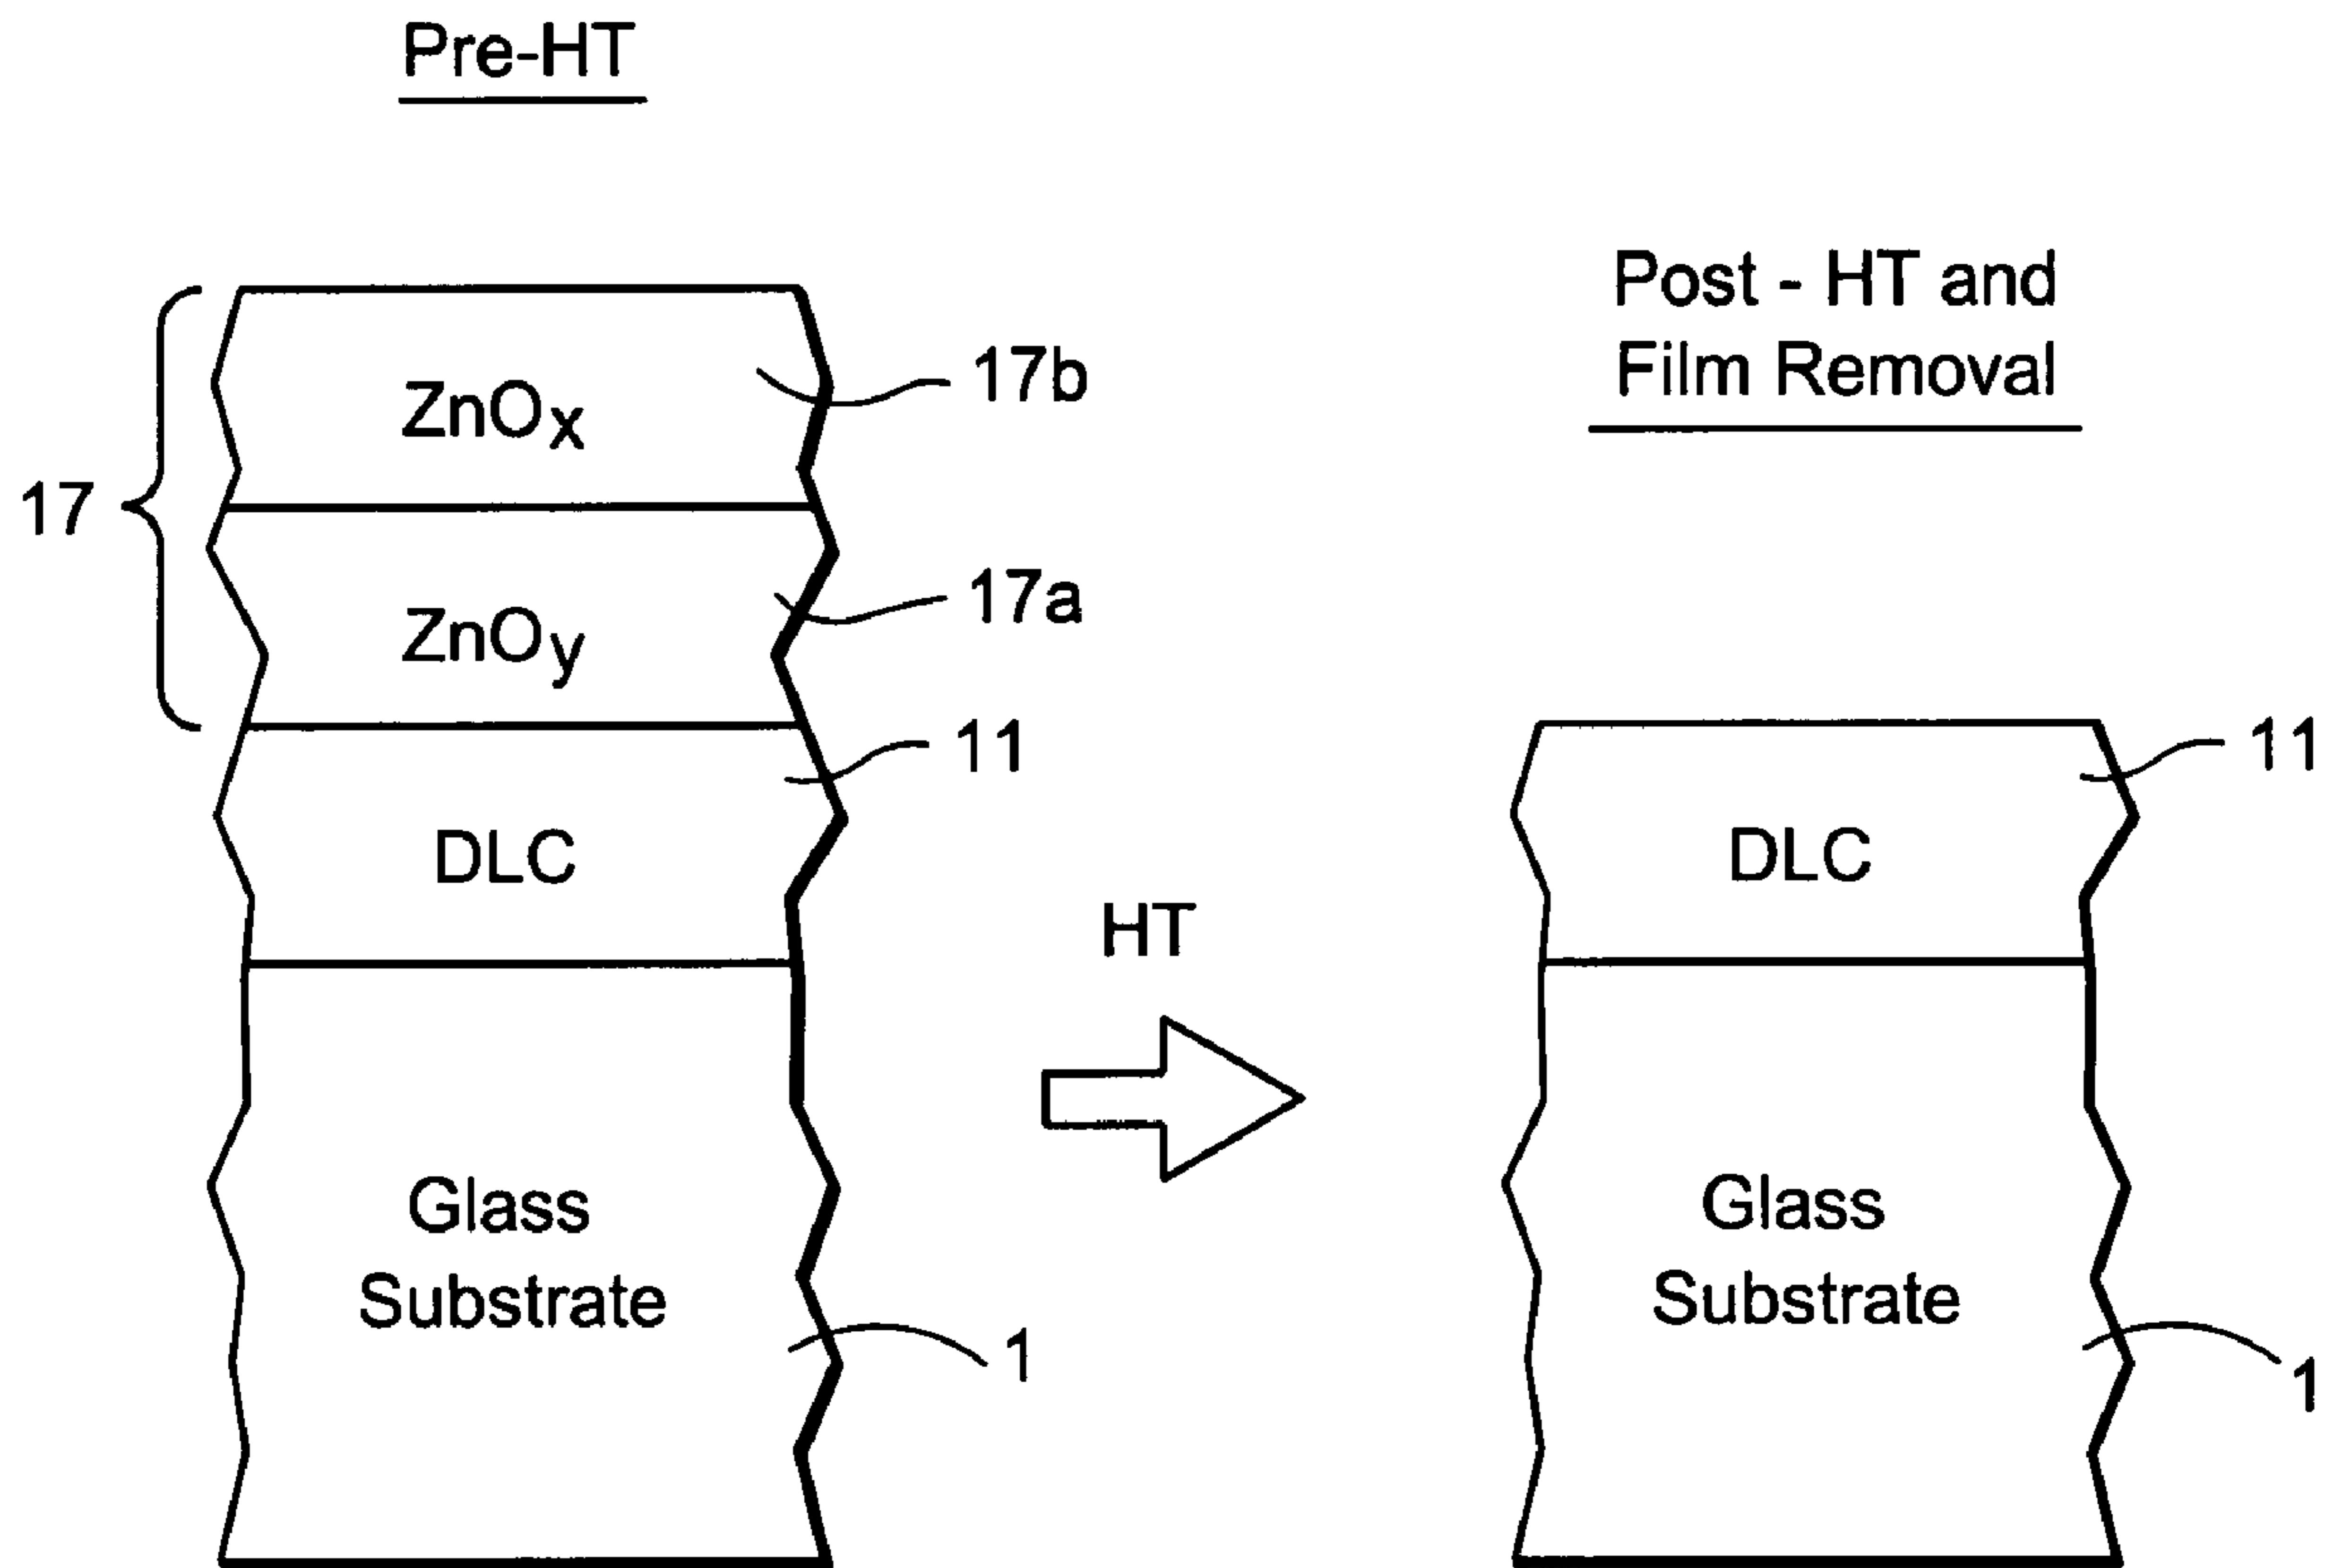 Pre-HT
Post - HT and
Film Removal
17
ZnOx
17b
ZnOy
17a
11
DLC
HT
Glass
Substrate
1
11
DLC
Glass
Substrate
1